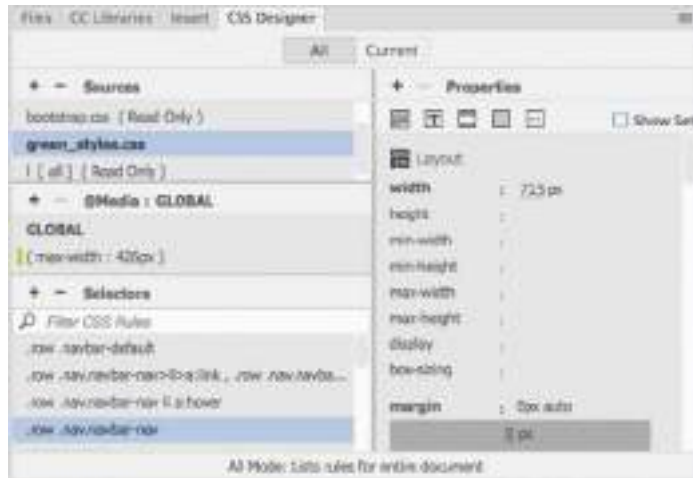 Files CC Libraries Insert CSS Designer
All Current
+ - Sources
bootstrap.css ( Read Only )
green_styles.css
( Read Only )
+ - @Media : GLOBAL
GLOBAL
( max-width : 426px )
+ - Selectors
Filter CSS Rules
.row .navbar-default
.row .nav.navbar-nav>li>a:link , .row .nav.navba...
.row .nav.navbar-nav li a:hover
.row .nav.navbar-nav
+ - Properties
Show Set
Layout
width : 715 px
height :
min-width :
min-height :
max-width :
max-height :
display :
box-sizing :
margin : 0px auto
0 px
All Mode: Lists rules for entire document